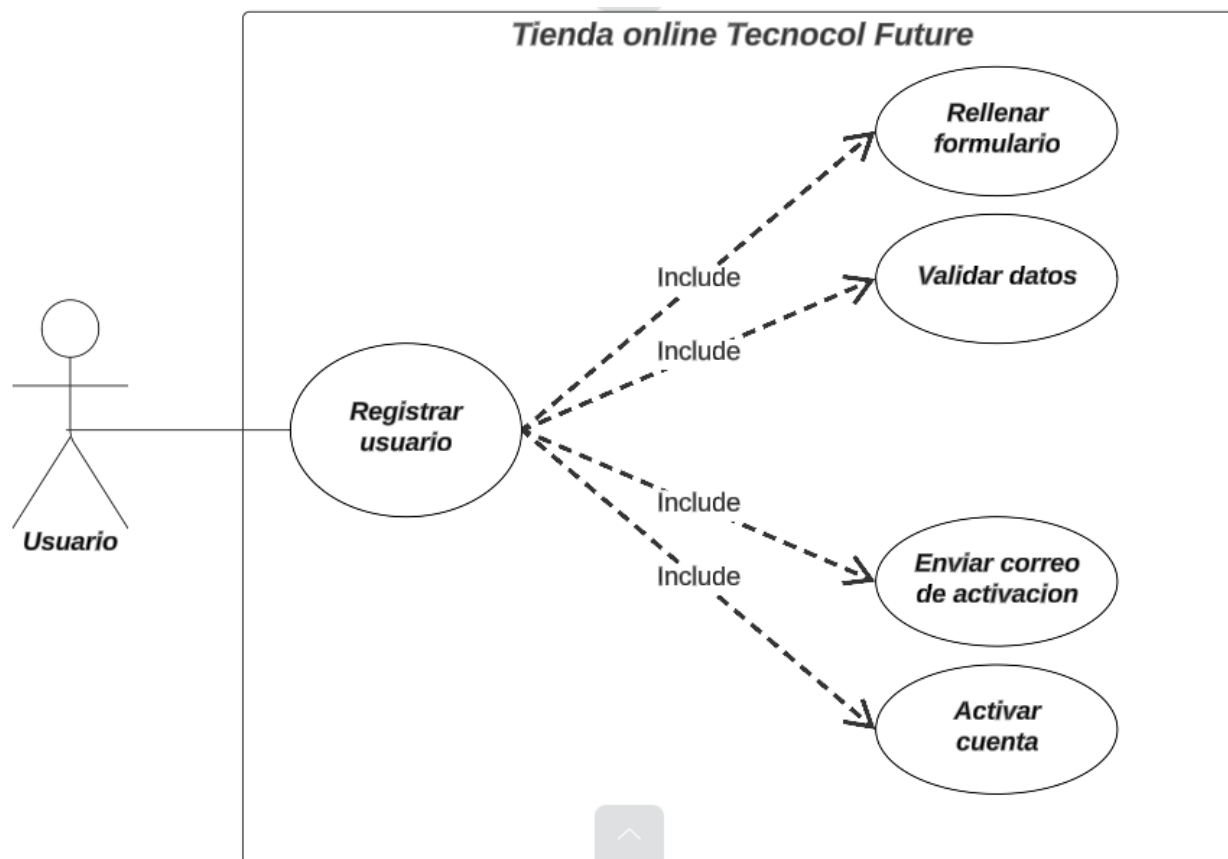 Tienda online Tecnocol Future
Rellenar
formulario
Include
Validar datos
Include
Registrar
usuario
Usuario
Include
Enviar correo
de activacion
Include
Activar
cuenta